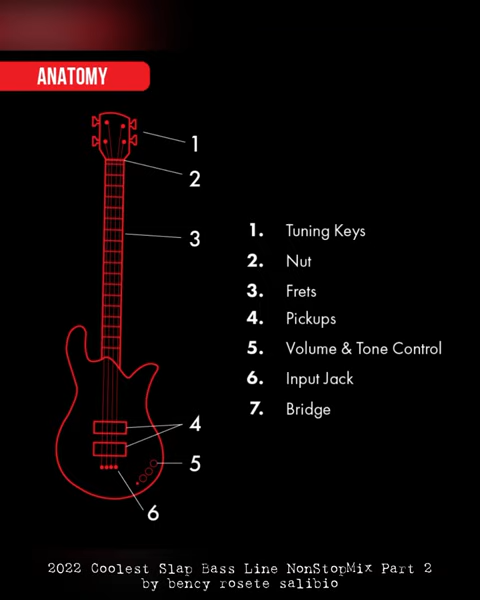 ANATOMY
1
2
3
4
5
6
1. Tuning Keys
2. Nut
3. Frets
4. Pickups
5. Volume & Tone Control
6. Input Jack
7. Bridge
2022 Coolest Slap Bass Line NonStopMix Part 2
by bency rosete salibio